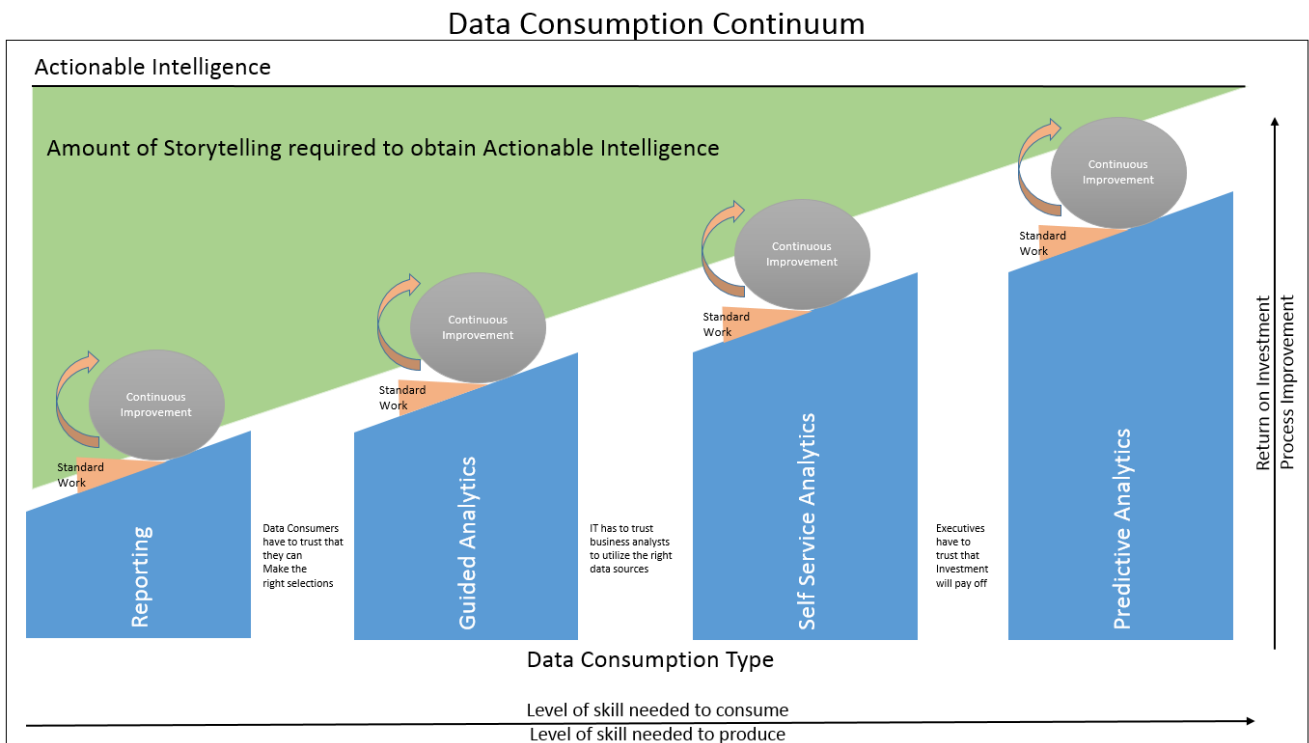 Data Consumption Continuum
Actionable Intelligence
Amount of Storytelling required to obtain Actionable Intelligence
Continuous
Improvement
Standard
Work
Reporting
Data Consumers
have to trust that
they can
Make the
right selections
Continuous
Improvement
Standard
Work
Guided Analytics
IT has to trust
business analysts
to utilize the right
data sources
Continuous
Improvement
Standard
Work
Self Service Analytics
Executives
have to
trust that
Investment
will pay off
Continuous
Improvement
Standard
Work
Predictive Analytics
Return on Investment
Process Improvement
Data Consumption Type
Level of skill needed to consume
Level of skill needed to produce